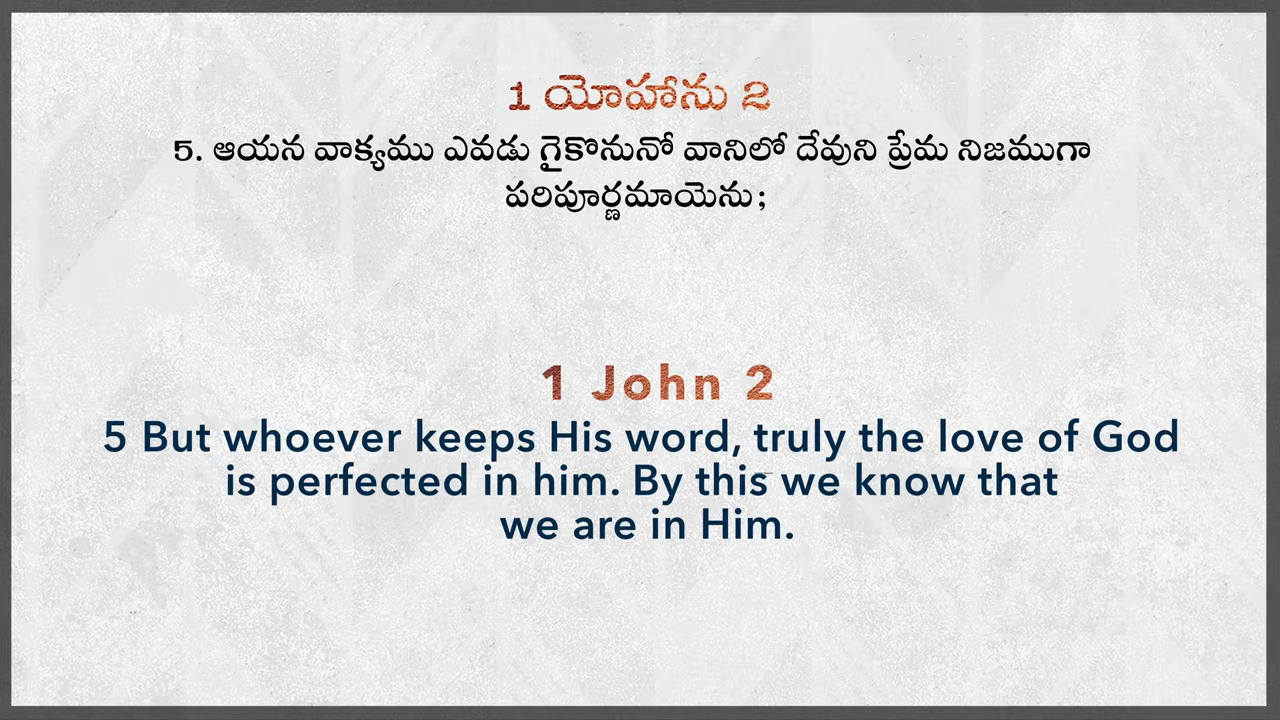 1 యోహాను 2
5. ఆయన వాక్యము ఎవడు గైకొనునో వానిలో దేవుని ప్రేమ నిజముగా
పరిపూర్ణమాయెను;
1 John 2
5 But whoever keeps His word, truly the love of God
is perfected in him. By this we know that
we are in Him.